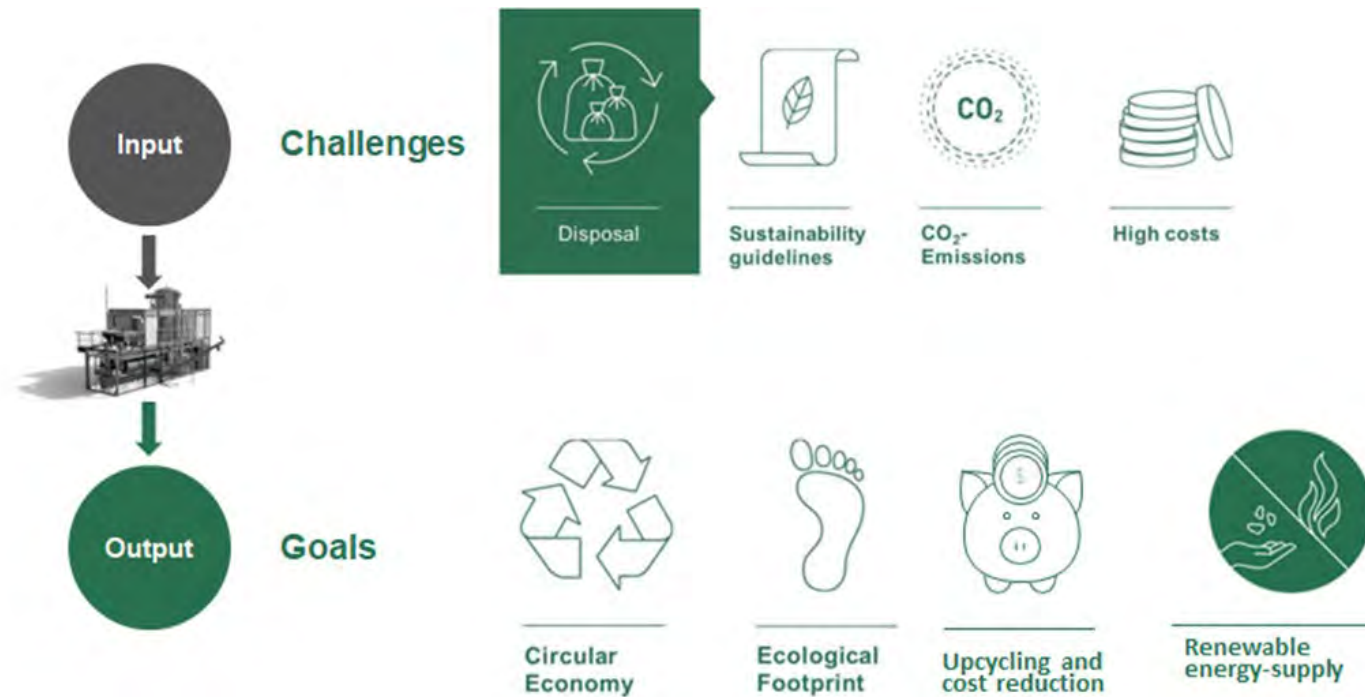 Input
Challenges
Disposal
Sustainability
guidelines
CO₂
CO₂-
Emissions
High costs
Output
Goals
Circular
Economy
Ecological
Footprint
$
Upcycling and
cost reduction
Renewable
energy-supply